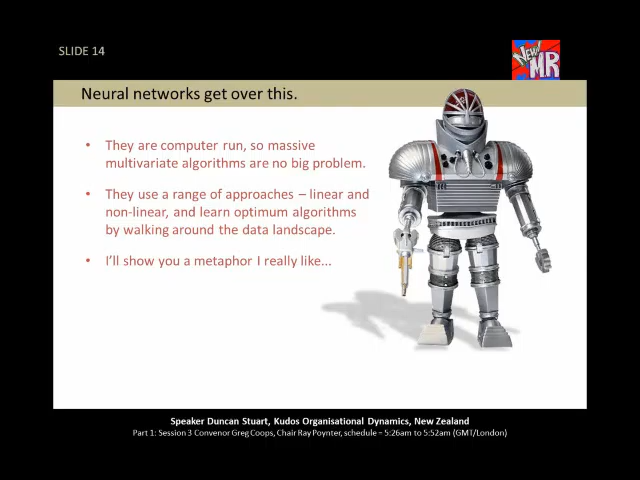 SLIDE 14
NEW!
MR
Neural networks get over this.
• They are computer run, so massive
multivariate algorithms are no big problem.
• They use a range of approaches – linear and
non-linear, and learn optimum algorithms
by walking around the data landscape.
• I'll show you a metaphor I really like...
Speaker Duncan Stuart, Kudos Organisational Dynamics, New Zealand
Part 1: Session 3 Convenor Greg Coops, Chair Ray Poynter, schedule = 5:26am to 5:52am (GMT/London)